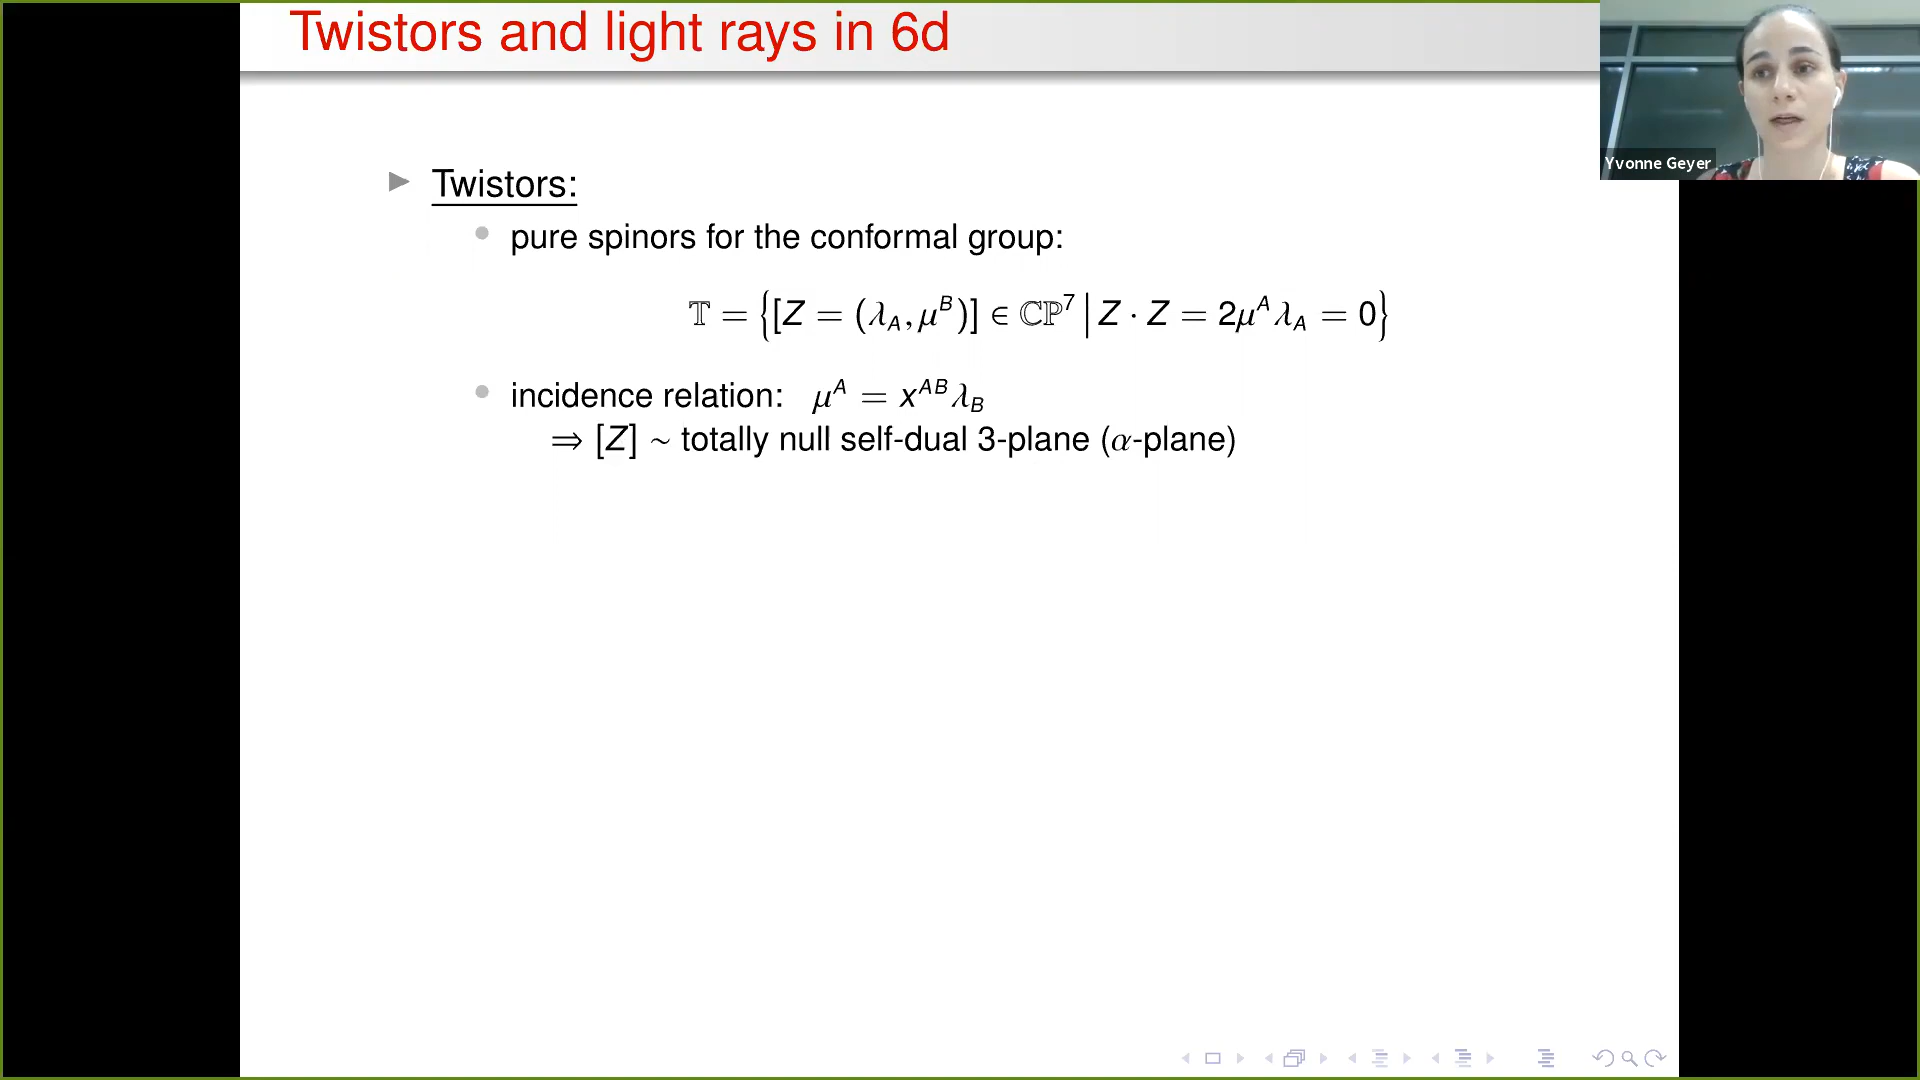 Twistors and light rays in 6d
Yvonne Geyer
Twistors:
pure spinors for the conformal group:
𝕋 = {[Z = (λ_A, μ^B)] ∈ ℂℙ^7 | Z · Z = 2μ^A λ_A = 0}
incidence relation: μ^A = x^{AB} λ_B
⇒ [Z] ~ totally null self-dual 3-plane (α-plane)